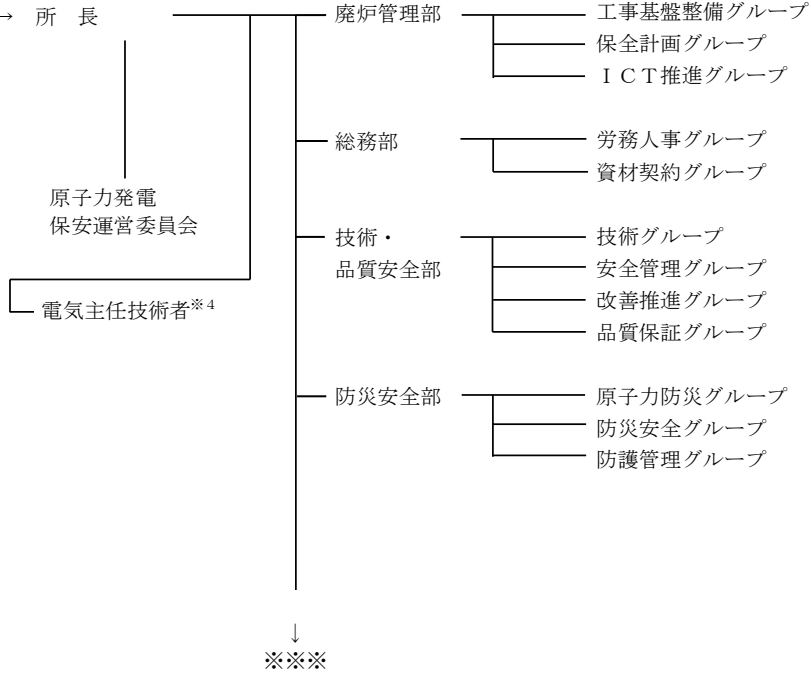 → 所 長
廃炉管理部
工事基盤整備グループ
保全計画グループ
ＩＣＴ推進グループ
総務部
労務人事グループ
資材契約グループ
原子力発電
保安運営委員会
技術・
品質安全部
技術グループ
安全管理グループ
改善推進グループ
品質保証グループ
電気主任技術者※4
防災安全部
原子力防災グループ
防災安全グループ
防護管理グループ
↓
※※※